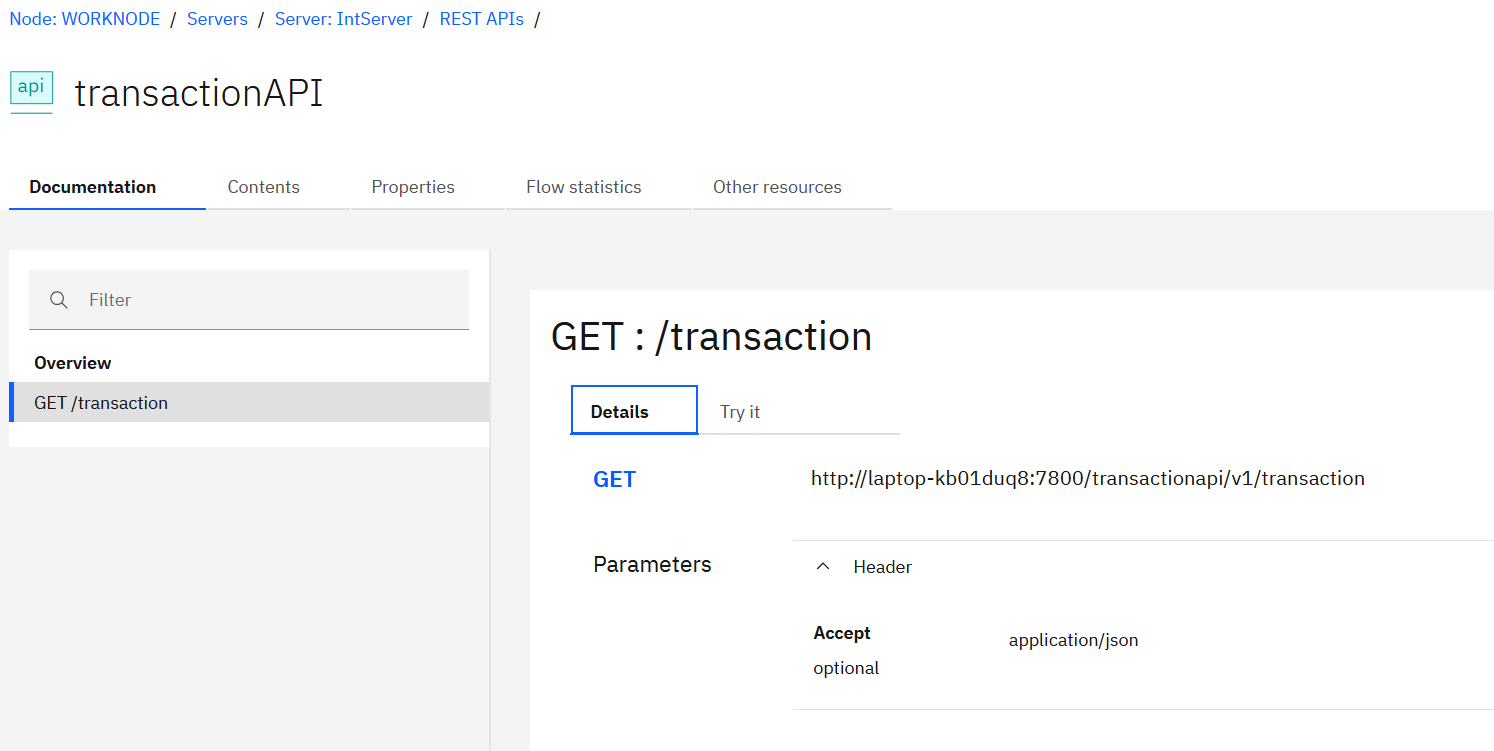 Node: WORKNODE / Servers / Server: IntServer / REST APIs /
api transactionAPI
Documentation Contents Properties Flow statistics Other resources
Filter
Overview
GET /transaction
GET : /transaction
Details Try it
GET http://laptop-kb01duq8:7800/transactionapi/v1/transaction
Parameters Header
Accept application/json
optional